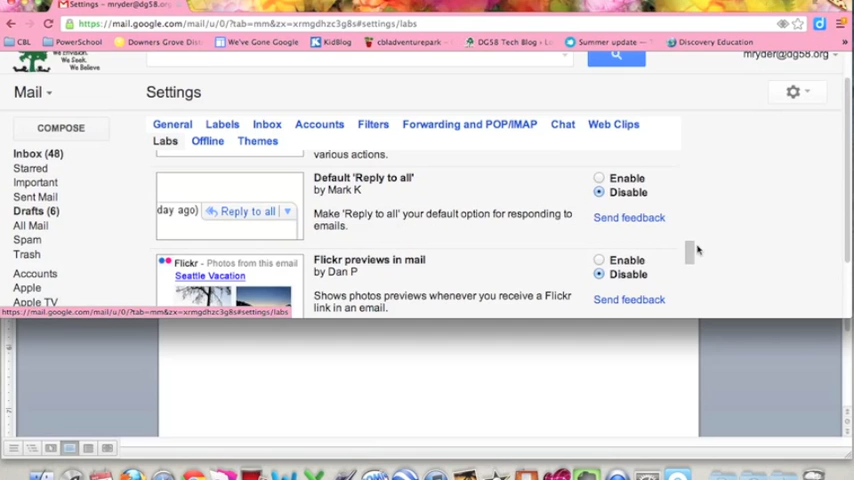 Settings - mryder@dg58.org
https://mail.google.com/mail/u/0/?tab=mm&zx=xrmgdhzc3g8s#settings/labs
CBL PowerSchool Downers Grove Dist We've Gone Google KidBlog cbladventurepark DG58 Tech Blog Summer update — Discovery Education »
We Seek.
We Believe
mryder@dg58.org
Mail
Settings
COMPOSE
General Labels Inbox Accounts Filters Forwarding and POP/IMAP Chat Web Clips
Labs Offline Themes
Inbox (48)
Starred
Important
Sent Mail
Drafts (6)
All Mail
Spam
Trash
Accounts
Apple
Apple TV
various actions.
day ago) Reply to all
Default 'Reply to all'
by Mark K
Make 'Reply to all' your default option for responding to
emails.
Enable
Disable
Send feedback
Flickr - Photos from this email
Seattle Vacation
Flickr previews in mail
by Dan P
Shows photos previews whenever you receive a Flickr
link in an email.
Enable
Disable
Send feedback
https://mail.google.com/mail/u/0/?tab=mm&zx=xrmgdhzc3g8s#settings/labs